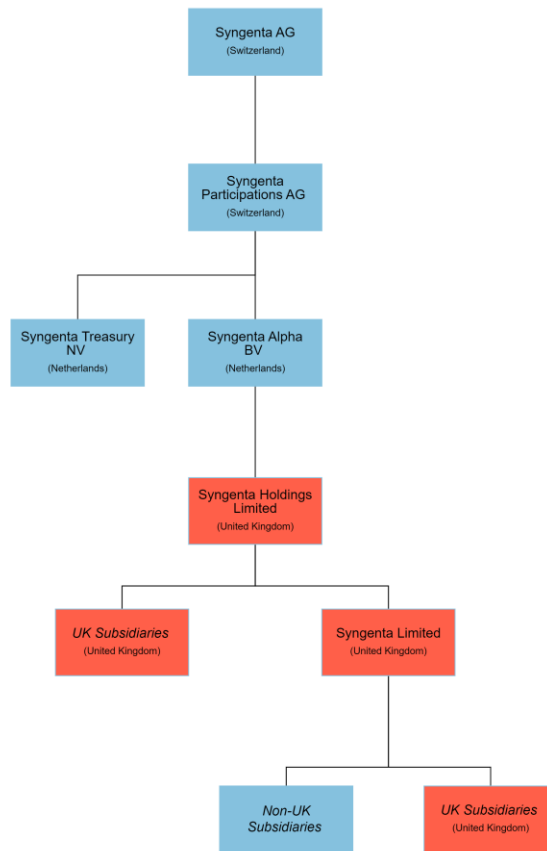 Syngenta AG
(Switzerland)
Syngenta
Participations AG
(Switzerland)
Syngenta Treasury
NV
(Netherlands)
Syngenta Alpha
BV
(Netherlands)
Syngenta Holdings
Limited
(United Kingdom)
UK Subsidiaries
(United Kingdom)
Syngenta Limited
(United Kingdom)
Non-UK
Subsidiaries
UK Subsidiaries
(United Kingdom)